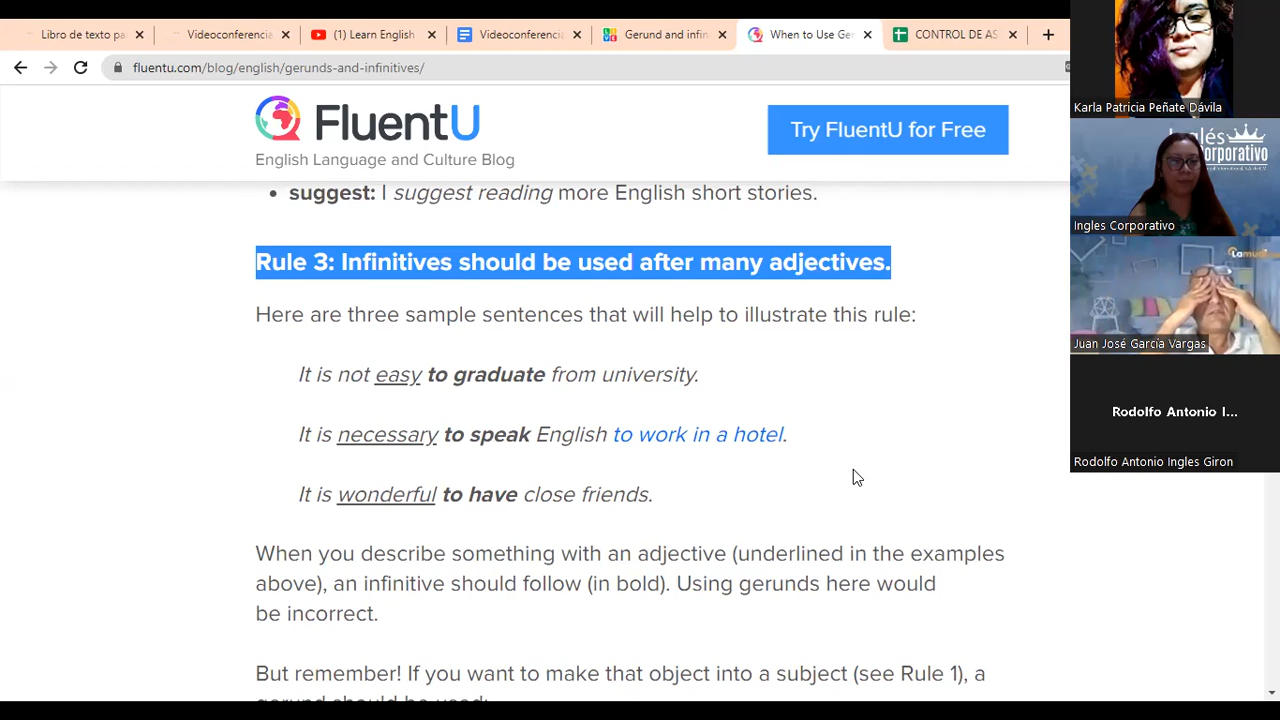 Libro de texto pa
Videoconferencia
(1) Learn English
Videoconferencia
Gerund and infin
When to Use Ger
CONTROL DE AS
fluentu.com/blog/english/gerunds-and-infinitives/
FluentU
English Language and Culture Blog
Try FluentU for Free
• suggest: I suggest reading more English short stories.
Rule 3: Infinitives should be used after many adjectives.
Here are three sample sentences that will help to illustrate this rule:
It is not easy to graduate from university.
It is necessary to speak English to work in a hotel.
It is wonderful to have close friends.
When you describe something with an adjective (underlined in the examples
above), an infinitive should follow (in bold). Using gerunds here would
be incorrect.
But remember! If you want to make that object into a subject (see Rule 1), a
gerund should be used:
Karla Patricia Peñate Dávila
Inglés
Corporativo
Ingles Corporativo
Juan José García Vargas
Rodolfo Antonio I...
Rodolfo Antonio Ingles Giron